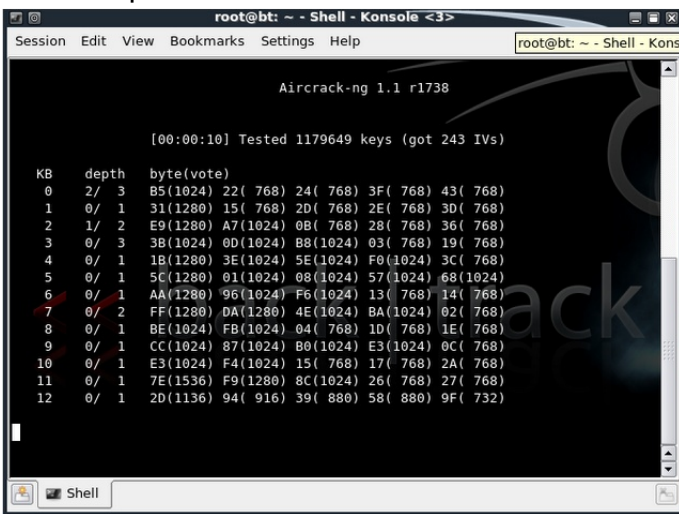 root@bt: ~ - Shell - Konsole <3>
Session Edit View Bookmarks Settings Help
root@bt: ~ - Shell - Kons
Aircrack-ng 1.1 r1738
[00:00:10] Tested 1179649 keys (got 243 IVs)
KB depth byte(vote)
0 2/ 3 B5(1024) 22( 768) 24( 768) 3F( 768) 43( 768)
1 0/ 1 31(1280) 15( 768) 2D( 768) 2E( 768) 3D( 768)
2 1/ 2 E9(1280) A7(1024) 0B( 768) 28( 768) 36( 768)
3 0/ 3 3B(1024) 0D(1024) B8(1024) 03( 768) 19( 768)
4 0/ 1 1B(1280) 3E(1024) 5E(1024) F0(1024) 3C( 768)
5 0/ 1 5C(1280) 01(1024) 08(1024) 57(1024) 68(1024)
6 0/ 1 AA(1280) 96(1024) F6(1024) 13( 768) 14( 768)
7 0/ 2 FF(1280) DA(1280) 4E(1024) BA(1024) 02( 768)
8 0/ 1 BE(1024) FB(1024) 04( 768) 1D( 768) 1E( 768)
9 0/ 1 CC(1024) 87(1024) B0(1024) E3(1024) 0C( 768)
10 0/ 1 E3(1024) F4(1024) 15( 768) 17( 768) 2A( 768)
11 0/ 1 7E(1536) F9(1280) 8C(1024) 26( 768) 27( 768)
12 0/ 1 2D(1136) 94( 916) 39( 880) 58( 880) 9F( 732)
<< back | track
Shell